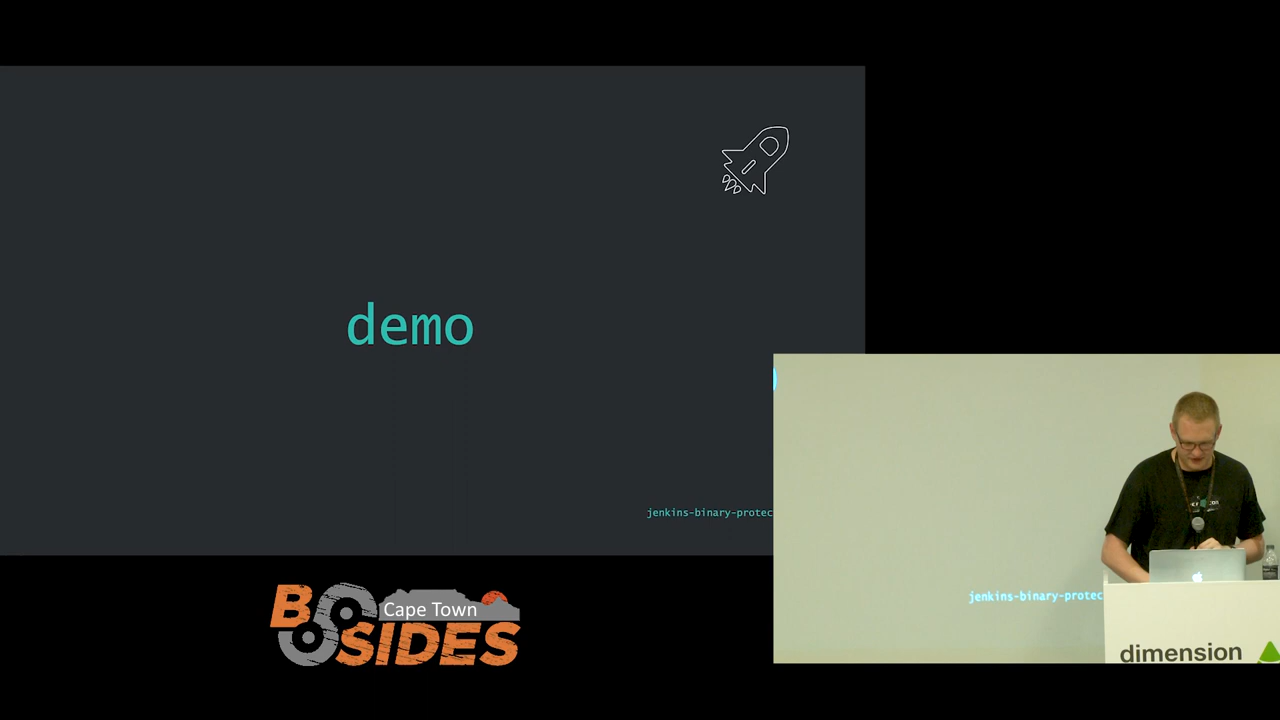 demo
jenkins-binary-protec
jenkins-binary-protec
BSIDES
Cape Town
dimension